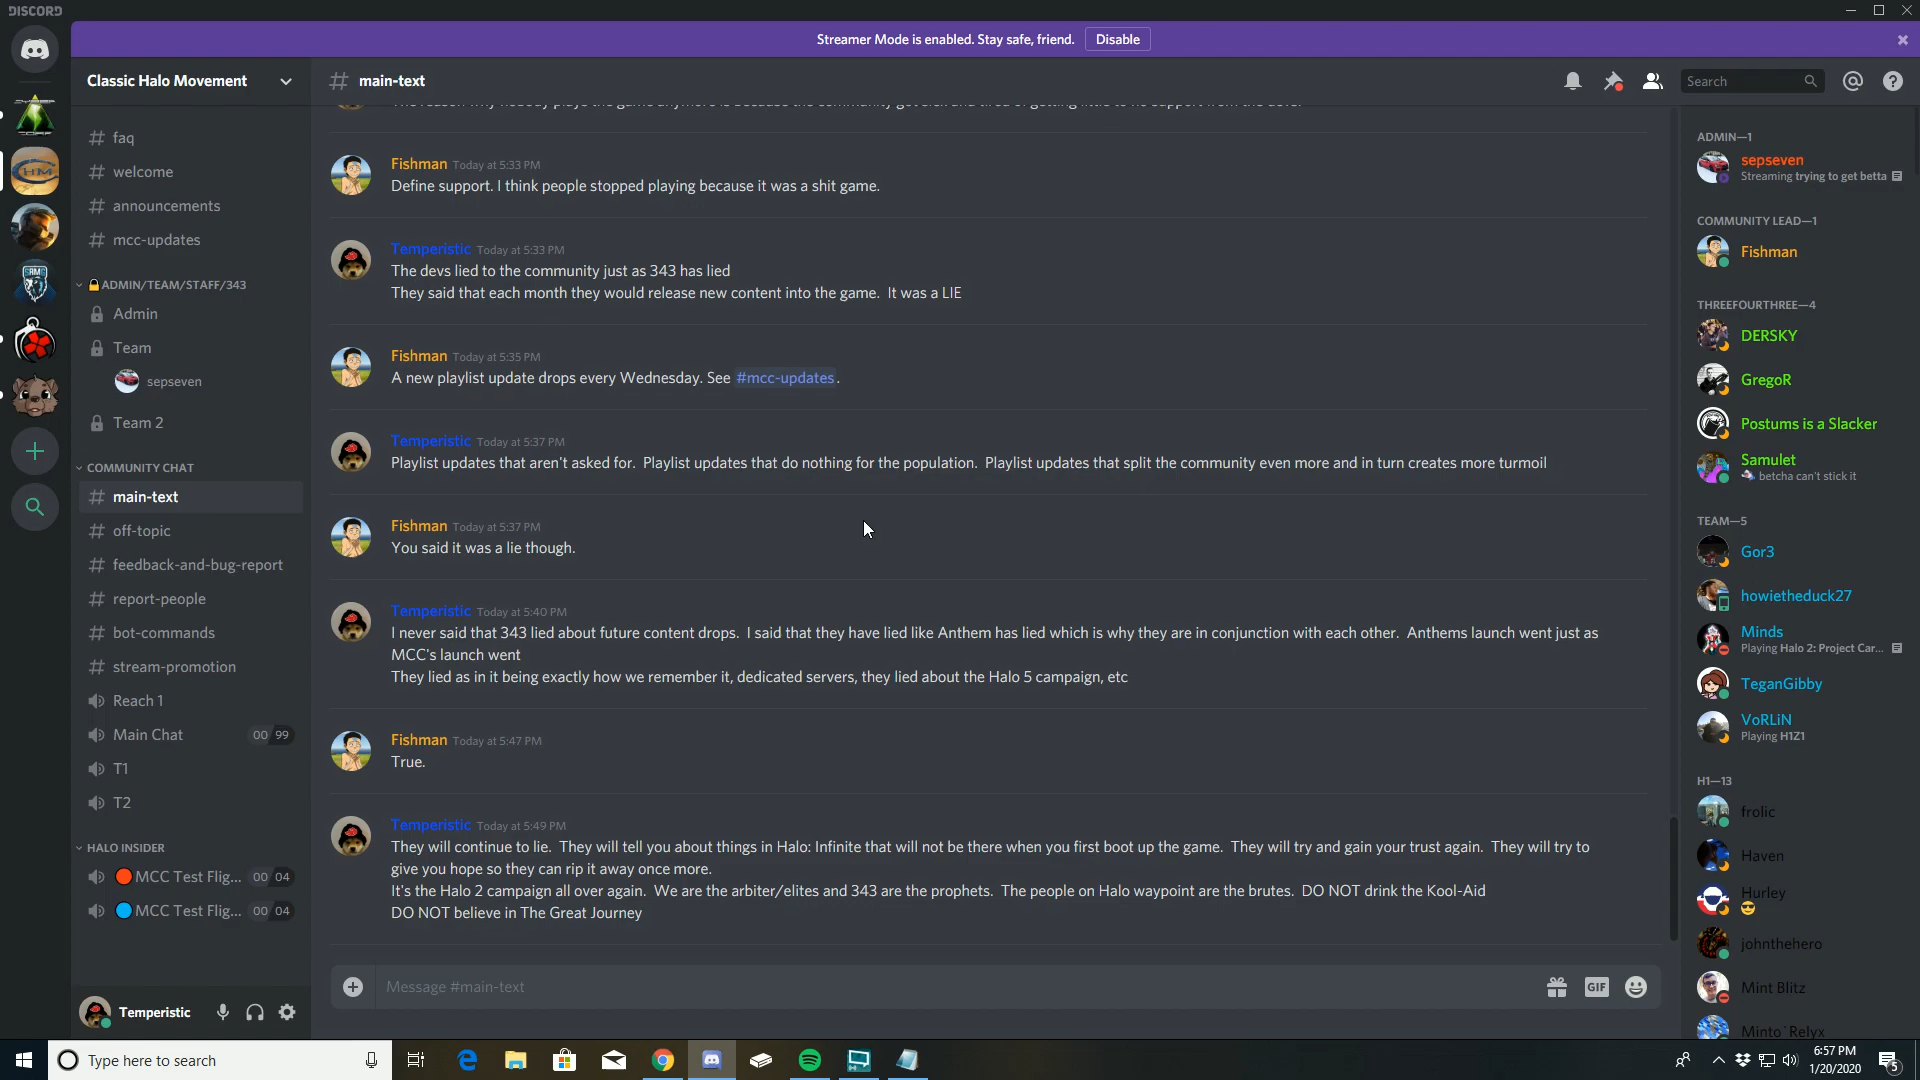 DISCORD
Streamer Mode is enabled. Stay safe, friend. Disable
Classic Halo Movement
main-text
Search
faq
welcome
announcements
mcc-updates
ADMIN/TEAM/STAFF/343
Admin
Team
sepseven
Team 2
COMMUNITY CHAT
main-text
off-topic
feedback-and-bug-report
report-people
bot-commands
stream-promotion
Reach 1
Main Chat 00 99
T1
T2
HALO INSIDER
MCC Test Flig... 00 04
MCC Test Flig... 00 04
Temperistic
Fishman Today at 5:33 PM
Define support. I think people stopped playing because it was a shit game.
Temperistic Today at 5:33 PM
The devs lied to the community just as 343 has lied
They said that each month they would release new content into the game. It was a LIE
Fishman Today at 5:35 PM
A new playlist update drops every Wednesday. See #mcc-updates.
Temperistic Today at 5:37 PM
Playlist updates that aren't asked for. Playlist updates that do nothing for the population. Playlist updates that split the community even more and in turn creates more turmoil
Fishman Today at 5:37 PM
You said it was a lie though.
Temperistic Today at 5:40 PM
I never said that 343 lied about future content drops. I said that they have lied like Anthem has lied which is why they are in conjunction with each other. Anthems launch went just as
MCC's launch went
They lied as in it being exactly how we remember it, dedicated servers, they lied about the Halo 5 campaign, etc
Fishman Today at 5:47 PM
True.
Temperistic Today at 5:49 PM
They will continue to lie. They will tell you about things in Halo: Infinite that will not be there when you first boot up the game. They will try and gain your trust again. They will try to
give you hope so they can rip it away once more.
It's the Halo 2 campaign all over again. We are the arbiter/elites and 343 are the prophets. The people on Halo waypoint are the brutes. DO NOT drink the Kool-Aid
DO NOT believe in The Great Journey
Message #main-text
GIF
ADMIN—1
sepseven
Streaming trying to get betta
COMMUNITY LEAD—1
Fishman
THREEFOURTHREE—4
DERSKY
GregoR
Postums is a Slacker
Samulet
betcha can't stick it
TEAM—5
Gor3
howietheduck27
Minds
Playing Halo 2: Project Car...
TeganGibby
VoRLiN
Playing H1Z1
H1—13
frolic
Haven
Hurley
johnthehero
Mint Blitz
Minto`Relyx
Type here to search
6:57 PM
1/20/2020
5